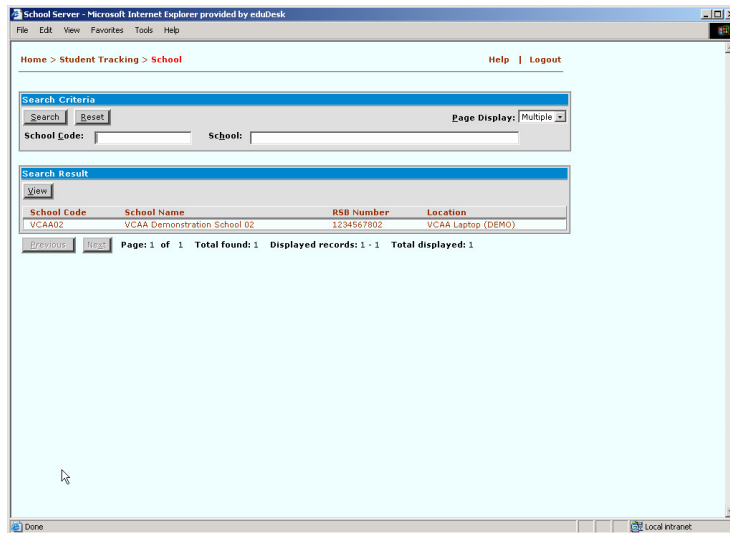 School Server - Microsoft Internet Explorer provided by eduDesk
File Edit View Favorites Tools Help
Home > Student Tracking > School Help | Logout
Search Criteria
Search Reset Page Display: Multiple
School Code: School:
Search Result
View
School Code School Name RSB Number Location
VCAA02 VCAA Demonstration School 02 1234567802 VCAA Laptop (DEMO)
Previous Next Page: 1 of 1 Total found: 1 Displayed records: 1 - 1 Total displayed: 1
Done Local intranet